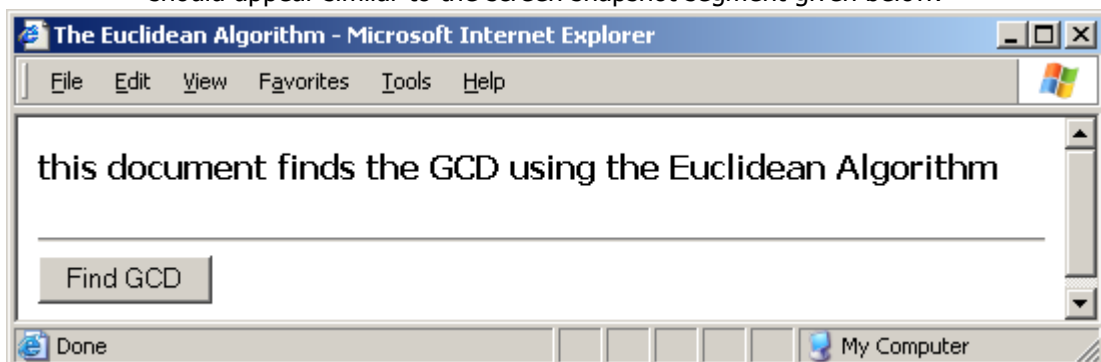 should appear similar to the screen snapshot segment given below.
The Euclidean Algorithm - Microsoft Internet Explorer
File Edit View Favorites Tools Help
this document finds the GCD using the Euclidean Algorithm
Find GCD
Done My Computer